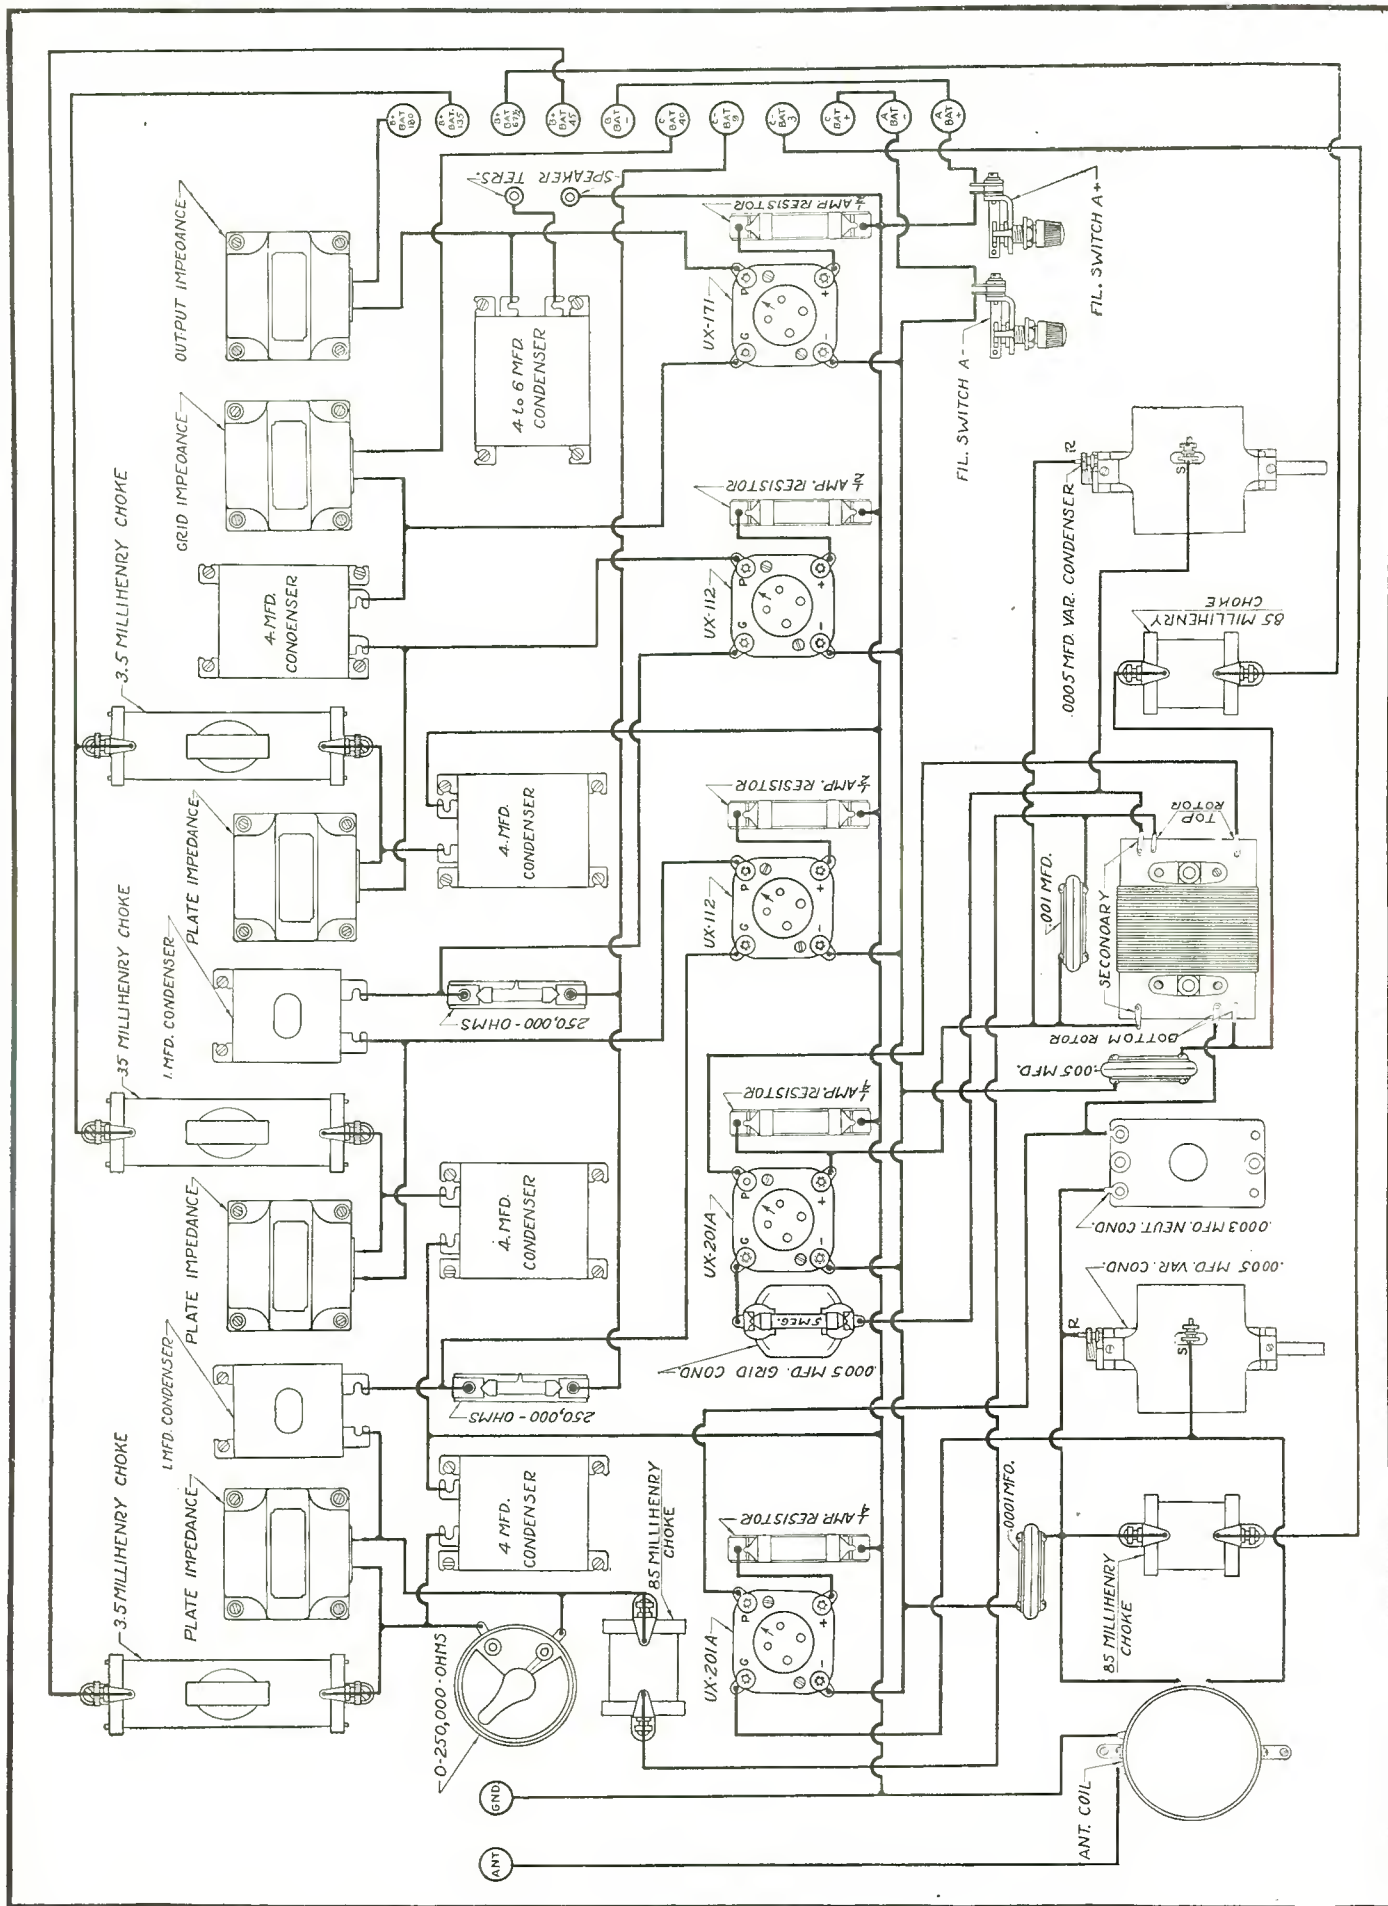 OUTPUT IMPEDANCE
GRID IMPEDANCE
3.5 MILLIHENRY CHOKE
PLATE IMPEDANCE
1.MFD. CONDENSER
35 MILLIHENRY CHOKE
PLATE IMPEDANCE
1.MFD. CONDENSER
3.5 MILLIHENRY CHOKE
PLATE IMPEDANCE
B+
BAT
180
B+
BAT.
135
B+
BAT
67½
B+
BAT
45
B
BAT
-
C
BAT
40
C-
BAT
9
C-
BAT
3
C
BAT
+
A
BAT
-
A
BAT
+
SPEAKER TERS.
4 to 6 MFD.
CONDENSER
4.MFD.
CONDENSER
4.MFD.
CONDENSER
4.MFD.
CONDENSER
4 MFD.
CONDENSER
250,000-OHMS
250,000-OHMS
0-250,000-OHMS
85 MILLIHENRY
CHOKE
½ AMP. RESISTOR
½ AMP. RESISTOR
½ AMP. RESISTOR
¼ AMP. RESISTOR
¼ AMP. RESISTOR
UX-171
P
G
+
-
UX-112
P
G
+
-
UX-112
P
G
+
-
UX-201A
P
G
+
-
UX-201A
P
G
+
-
5 MEG.
.0005 MFD. GRID COND.
FIL. SWITCH A+
FIL. SWITCH A-
.0005 MFD. VAR. CONDENSER
R
S
85 MILLIHENRY
CHOKE
.001 MFD.
SECONDARY
TOP
ROTOR
BOTTOM ROTOR
.005 MFD.
.0003 MFD. NEUT. COND.
.0005 MFD. VAR. COND.
R
S
.0001 MFD.
85 MILLIHENRY
CHOKE
ANT. COIL
GND
ANT